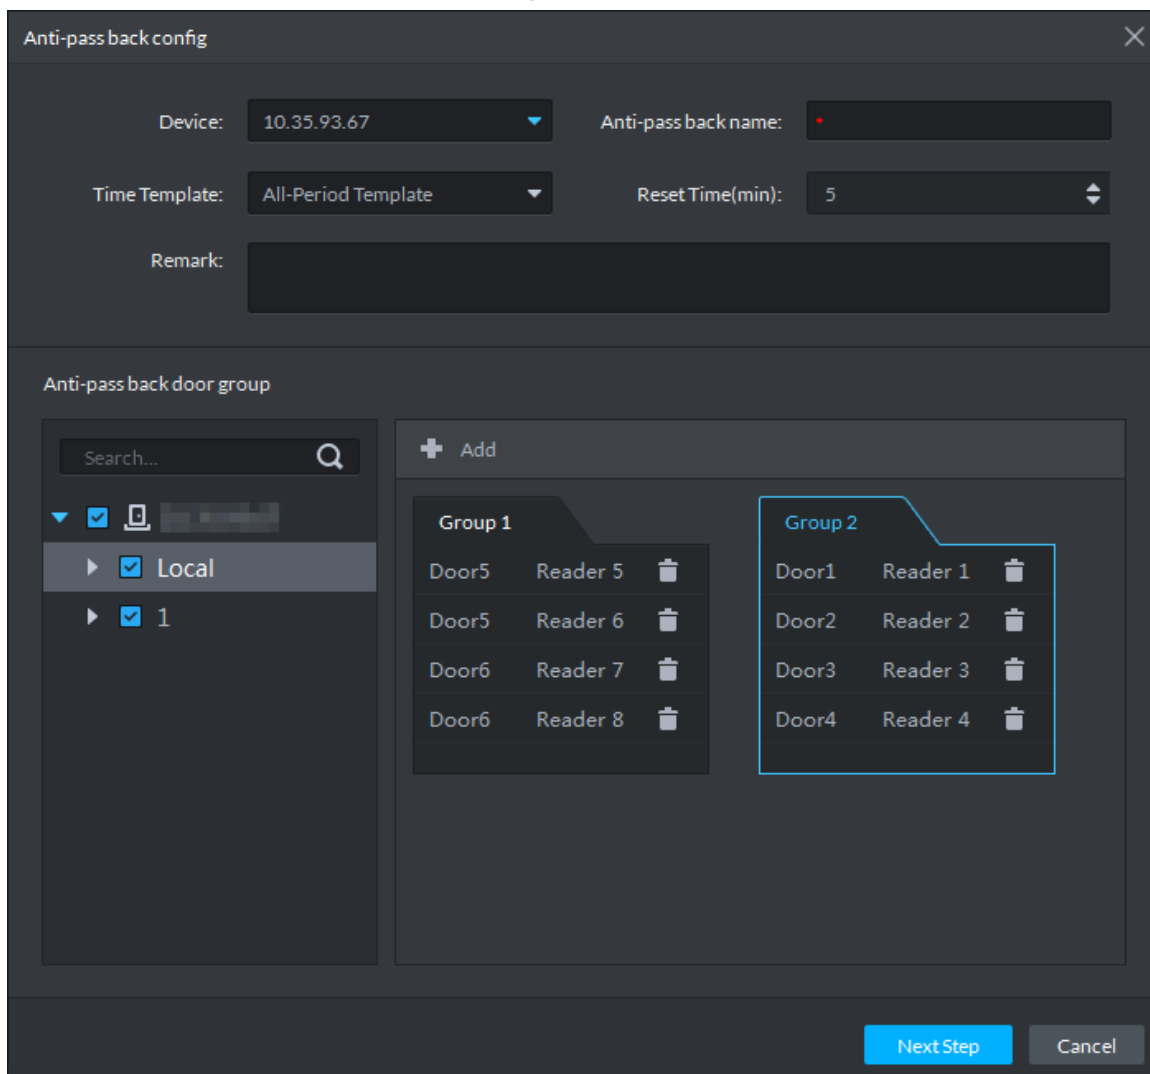 Anti-pass back config
Device: 10.35.93.67 Anti-pass back name: *
Time Template: All-Period Template Reset Time(min): 5
Remark:
Anti-pass back door group
Search...
Add
Local
1
Group 1
Door5 Reader 5
Door5 Reader 6
Door6 Reader 7
Door6 Reader 8
Group 2
Door1 Reader 1
Door2 Reader 2
Door3 Reader 3
Door4 Reader 4
Next Step Cancel